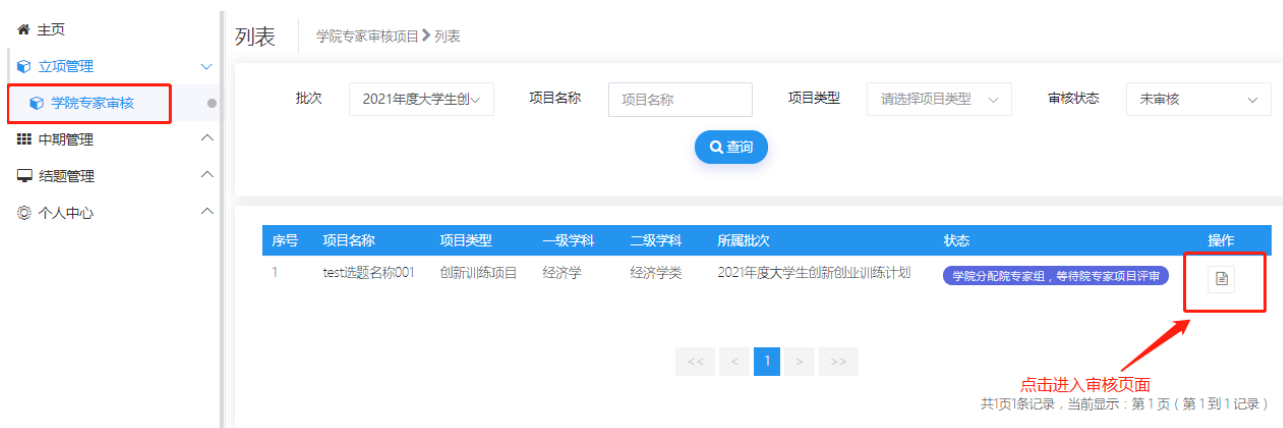 主页
立项管理
学院专家审核
中期管理
结题管理
个人中心
列表 学院专家审核项目 列表
批次 2021年度大学生创 项目名称 项目名称 项目类型 请选择项目类型 审核状态 未审核
查询
序号 项目名称 项目类型 一级学科 二级学科 所属批次 状态 操作
1 test选题名称001 创新训练项目 经济学 经济学类 2021年度大学生创新创业训练计划 学院分配院专家组，等待院专家项目评审
<< < 1 > >>
点击进入审核页面
共1页1条记录，当前显示：第1页（第1到1记录）